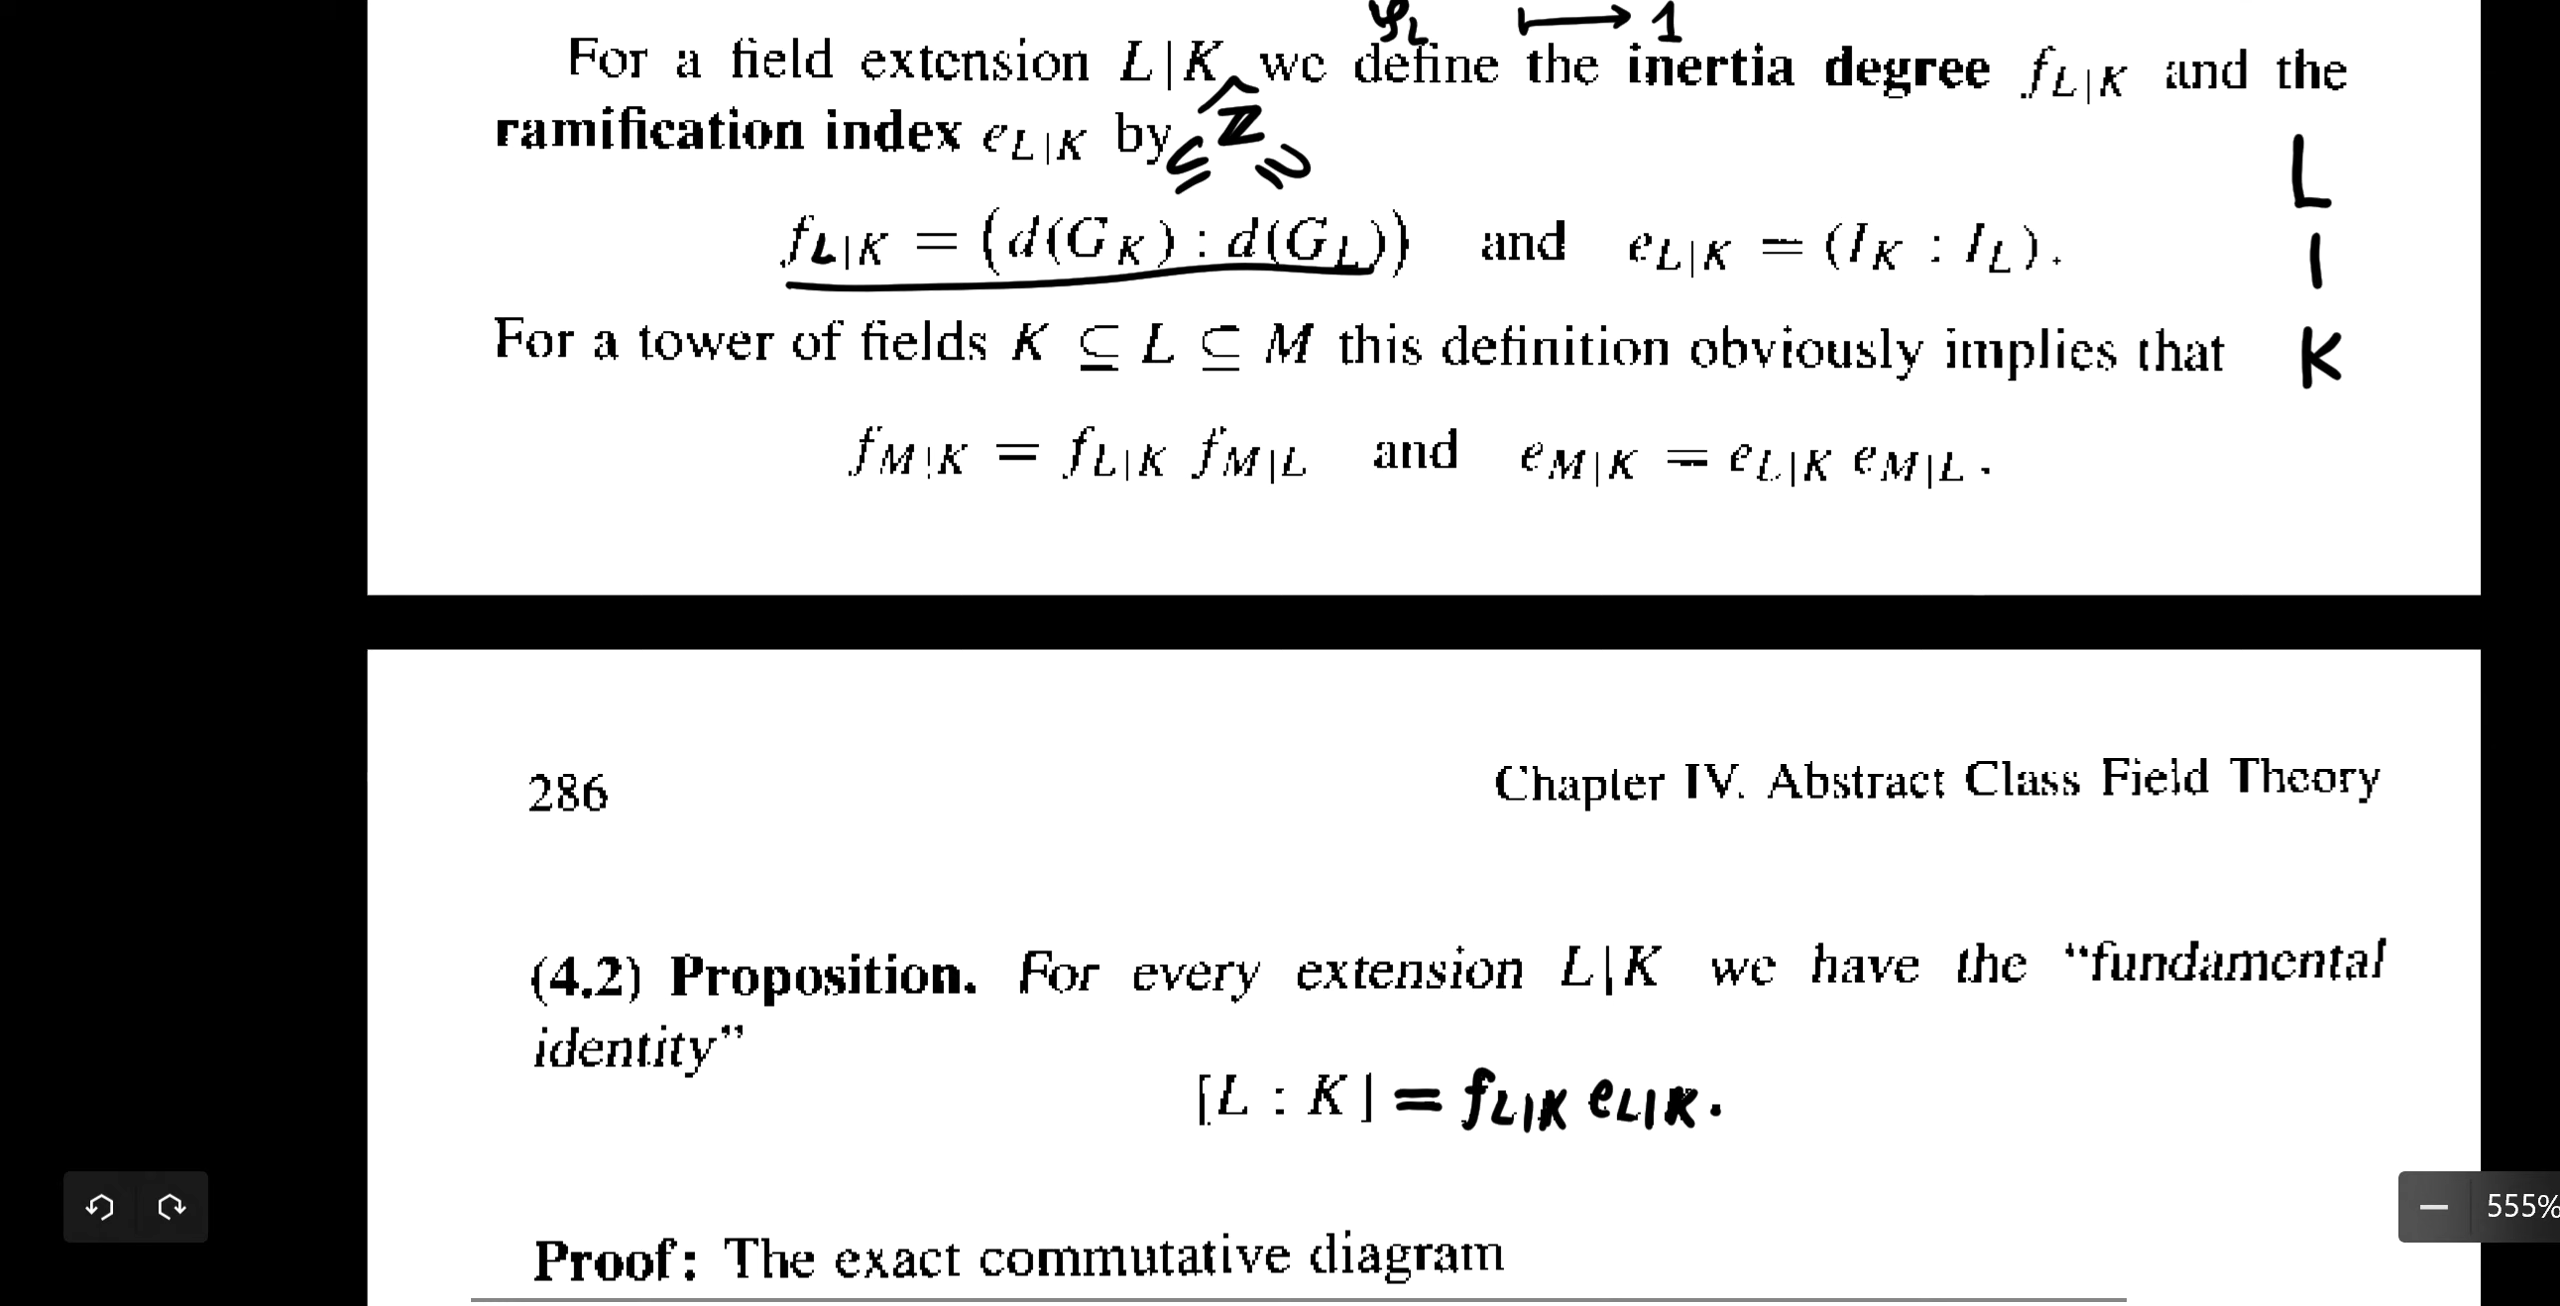 φ_L ↦ 1
For a field extension L|K we define the inertia degree f_{L|K} and the
ramification index e_{L|K} by
⊆ Ẑ ⊇
f_{L|K} = (d(G_K) : d(G_L)) and e_{L|K} = (I_K : I_L).
L
|
K
For a tower of fields K ⊆ L ⊆ M this definition obviously implies that
f_{M|K} = f_{L|K} f_{M|L} and e_{M|K} = e_{L|K} e_{M|L}.
286 Chapter IV. Abstract Class Field Theory
(4.2) Proposition. For every extension L|K we have the “fundamental
identity”
[L : K] = f_{L|K} e_{L|K}.
Proof: The exact commutative diagram
555%